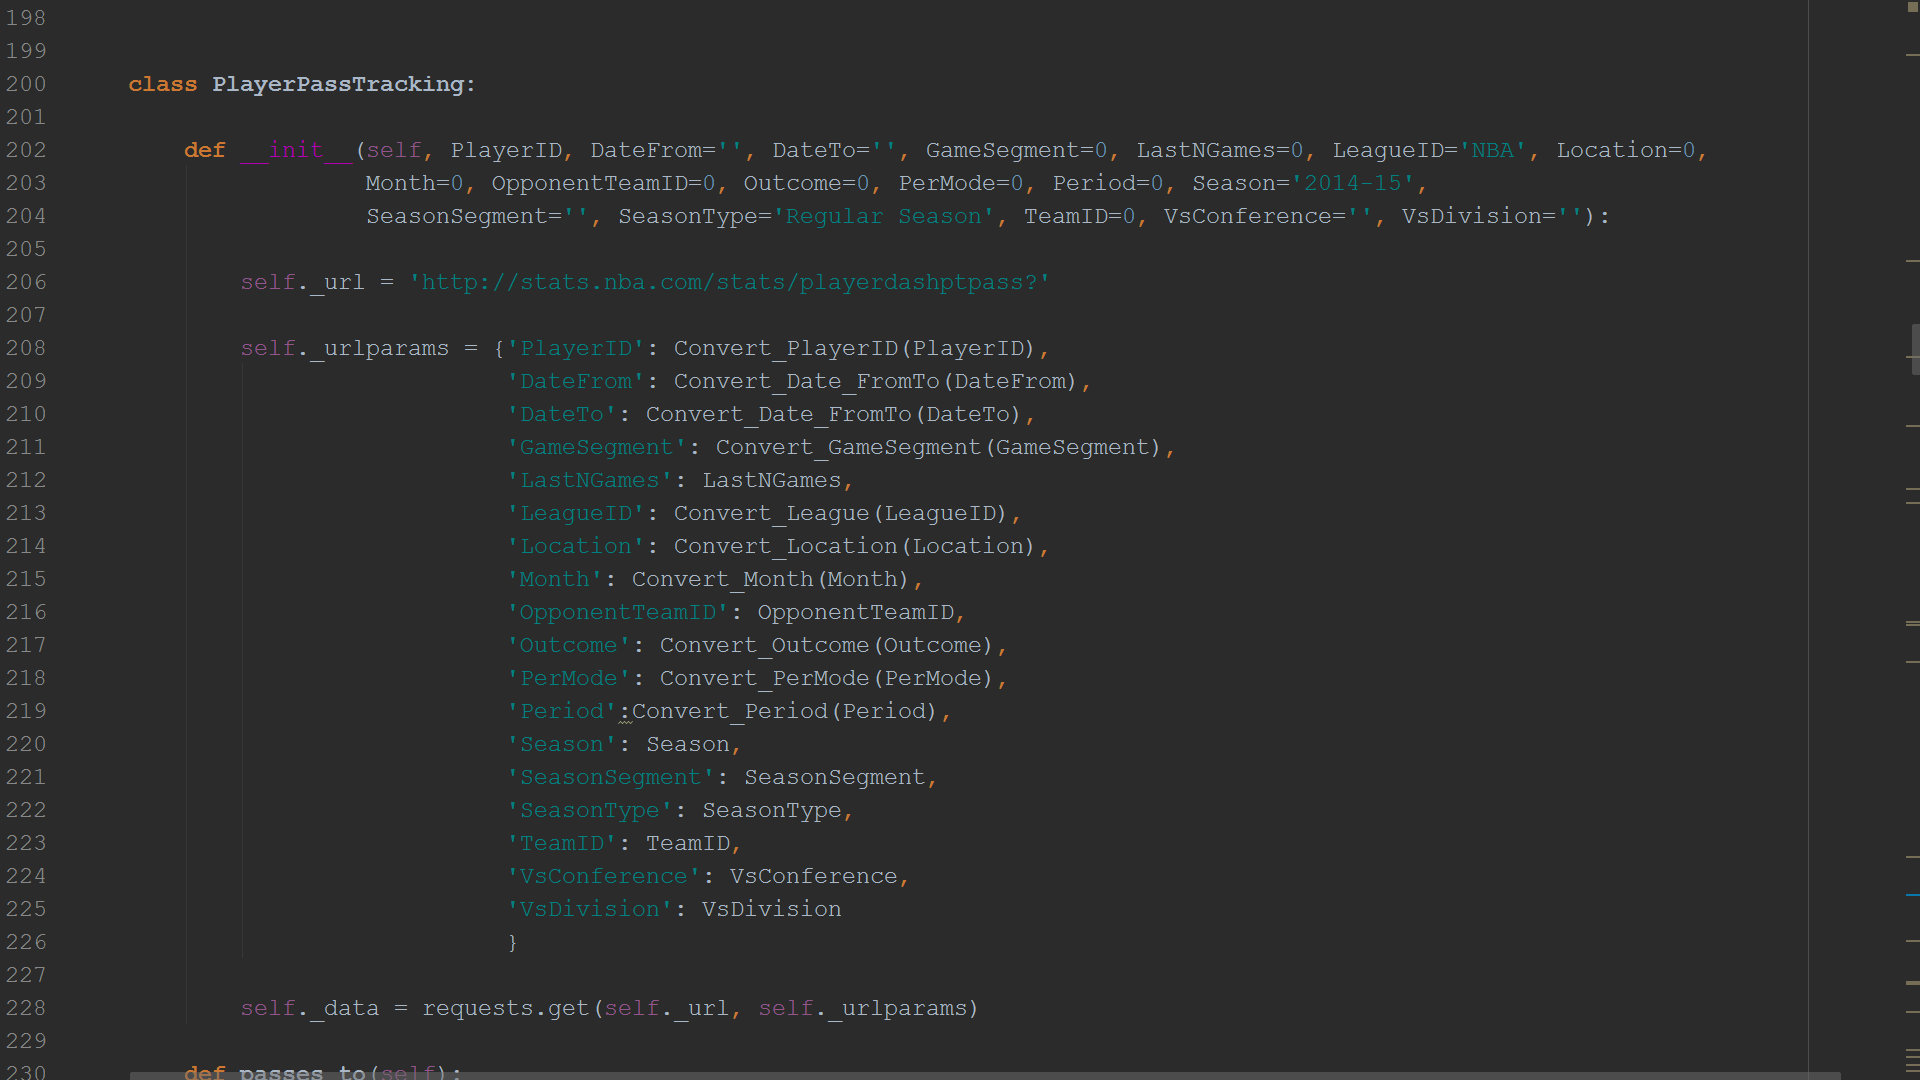 198
199
200 class PlayerPassTracking:
201
202 def __init__(self, PlayerID, DateFrom='', DateTo='', GameSegment=0, LastNGames=0, LeagueID='NBA', Location=0,
203 Month=0, OpponentTeamID=0, Outcome=0, PerMode=0, Period=0, Season='2014-15',
204 SeasonSegment='', SeasonType='Regular Season', TeamID=0, VsConference='', VsDivision=''):
205
206 self._url = 'http://stats.nba.com/stats/playerdashptpass?'
207
208 self._urlparams = {'PlayerID': Convert_PlayerID(PlayerID),
209 'DateFrom': Convert_Date_FromTo(DateFrom),
210 'DateTo': Convert_Date_FromTo(DateTo),
211 'GameSegment': Convert_GameSegment(GameSegment),
212 'LastNGames': LastNGames,
213 'LeagueID': Convert_League(LeagueID),
214 'Location': Convert_Location(Location),
215 'Month': Convert_Month(Month),
216 'OpponentTeamID': OpponentTeamID,
217 'Outcome': Convert_Outcome(Outcome),
218 'PerMode': Convert_PerMode(PerMode),
219 'Period':Convert_Period(Period),
220 'Season': Season,
221 'SeasonSegment': SeasonSegment,
222 'SeasonType': SeasonType,
223 'TeamID': TeamID,
224 'VsConference': VsConference,
225 'VsDivision': VsDivision
226 }
227
228 self._data = requests.get(self._url, self._urlparams)
229
230 def passes_to(self):